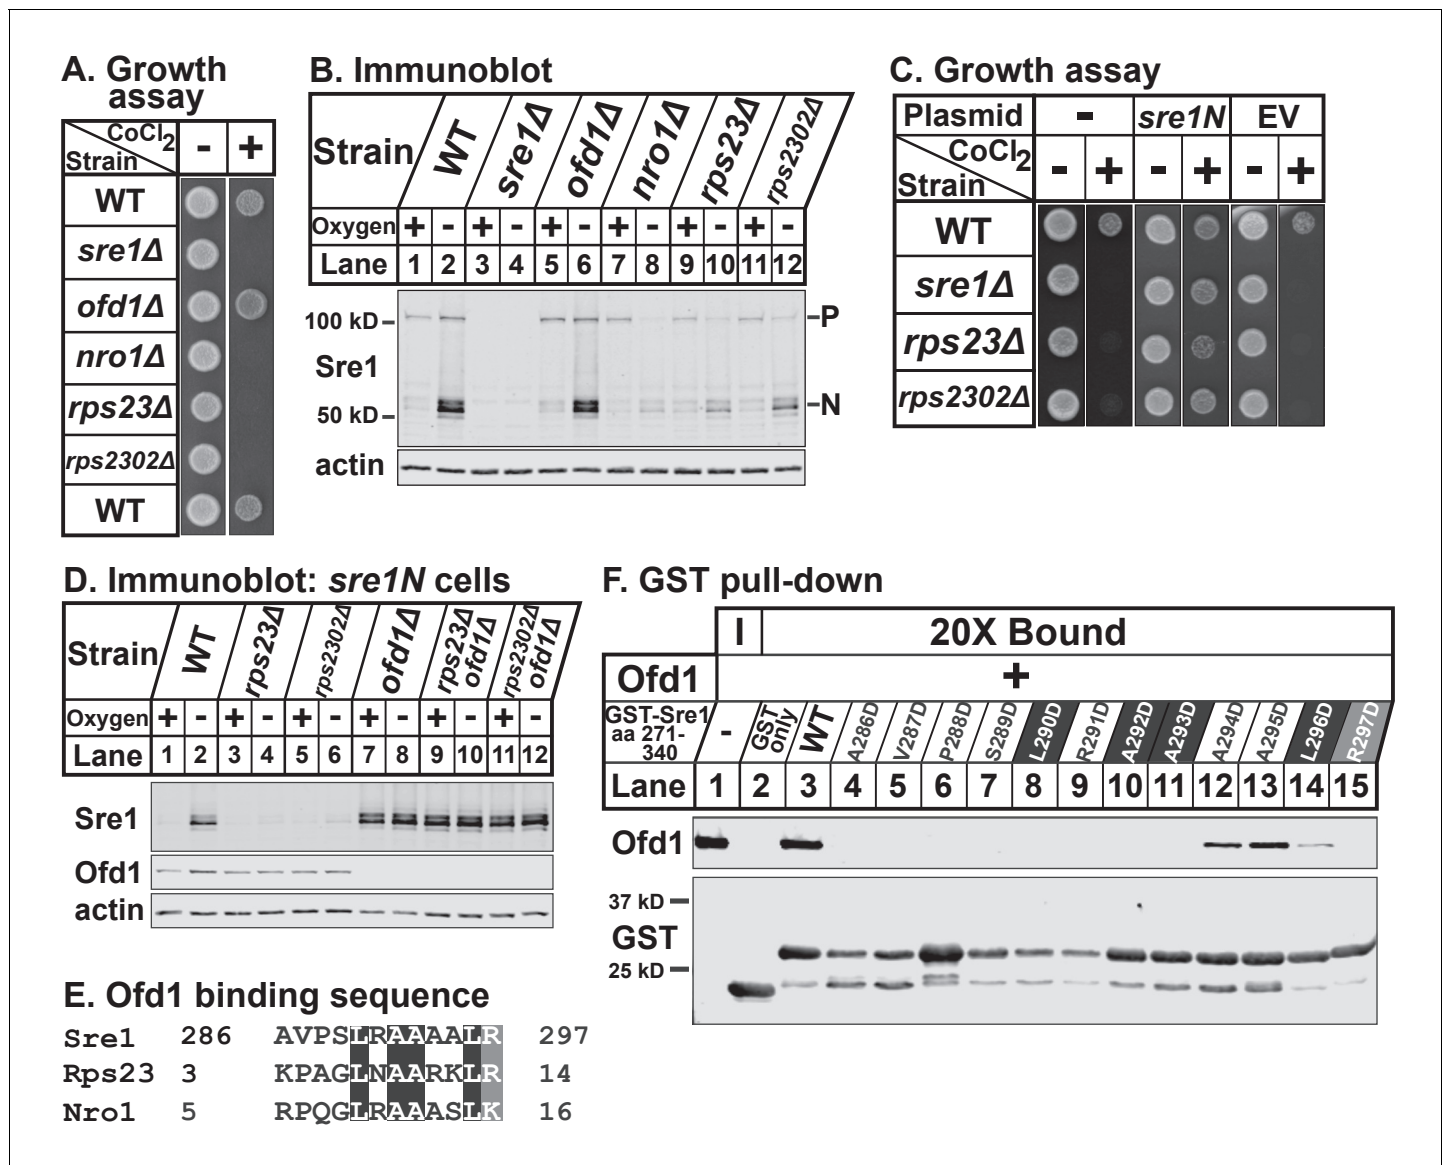 A. Growth
assay
CoCl2
Strain
- +
WT
sre1Δ
ofd1Δ
nro1Δ
rps23Δ
rps2302Δ
WT
B. Immunoblot
Strain WT sre1Δ ofd1Δ nro1Δ rps23Δ rps2302Δ
Oxygen + - + - + - + - + - + -
Lane 1 2 3 4 5 6 7 8 9 10 11 12
100 kD –P
Sre1
50 kD –N
actin
C. Growth assay
Plasmid - sre1N EV
CoCl2
Strain
- + - + - +
WT
sre1Δ
rps23Δ
rps2302Δ
D. Immunoblot: sre1N cells
Strain WT rps23Δ rps2302Δ ofd1Δ rps23Δ ofd1Δ rps2302Δ ofd1Δ
Oxygen + - + - + - + - + - + -
Lane 1 2 3 4 5 6 7 8 9 10 11 12
Sre1
Ofd1
actin
E. Ofd1 binding sequence
Sre1 286 AVPSLRAAAALR 297
Rps23 3 KPAGLNAARKLR 14
Nro1 5 RPQGLRAAASLK 16
F. GST pull-down
I 20X Bound
Ofd1 +
GST-Sre1
aa 271-
340
- GST only WT A286D V287D P288D S289D L290D R291D A292D A293D A294D A295D L296D R297D
Lane 1 2 3 4 5 6 7 8 9 10 11 12 13 14 15
Ofd1
37 kD
GST
25 kD